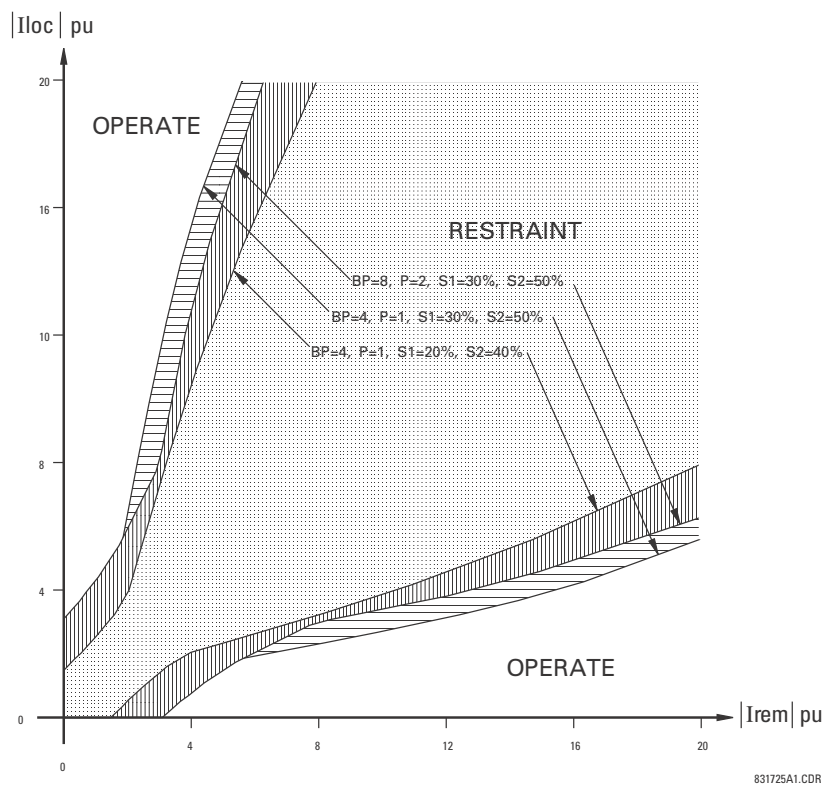 |Iloc| pu
20
OPERATE
16
RESTRAINT
BP=8, P=2, S1=30%, S2=50%
BP=4, P=1, S1=30%, S2=50%
10
BP=4, P=1, S1=20%, S2=40%
8
4
OPERATE
0
|Irem| pu
4 8 12 16 20
0
831725A1.CDR